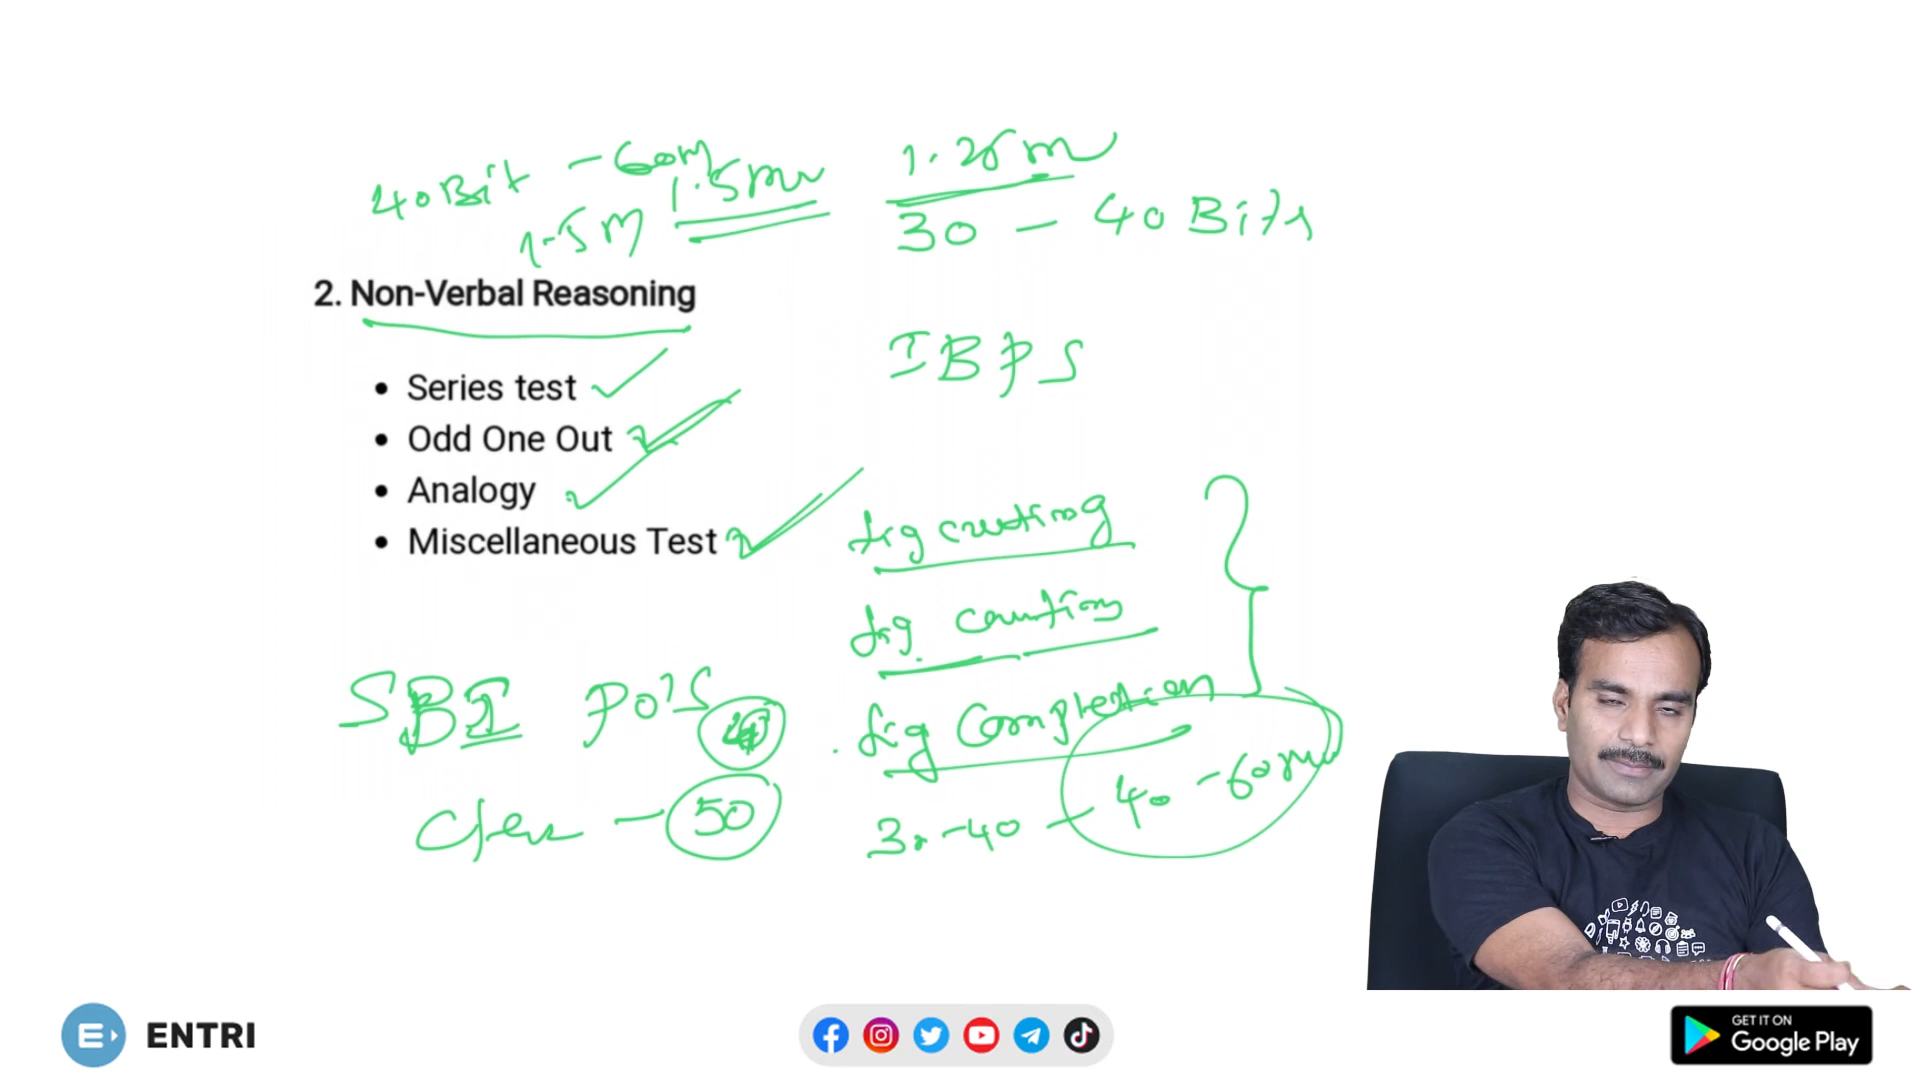 40 Bit - 60M
1.5M
1.5m
1.25 m
30 - 40 Bits
2. Non-Verbal Reasoning
IBPS
• Series test
• Odd One Out
• Analogy
• Miscellaneous Test
fig cutting
fig counting
fig Completion
SBI PO's
50
30-40 - 40 - 60m
ENTRI
GET IT ON
Google Play